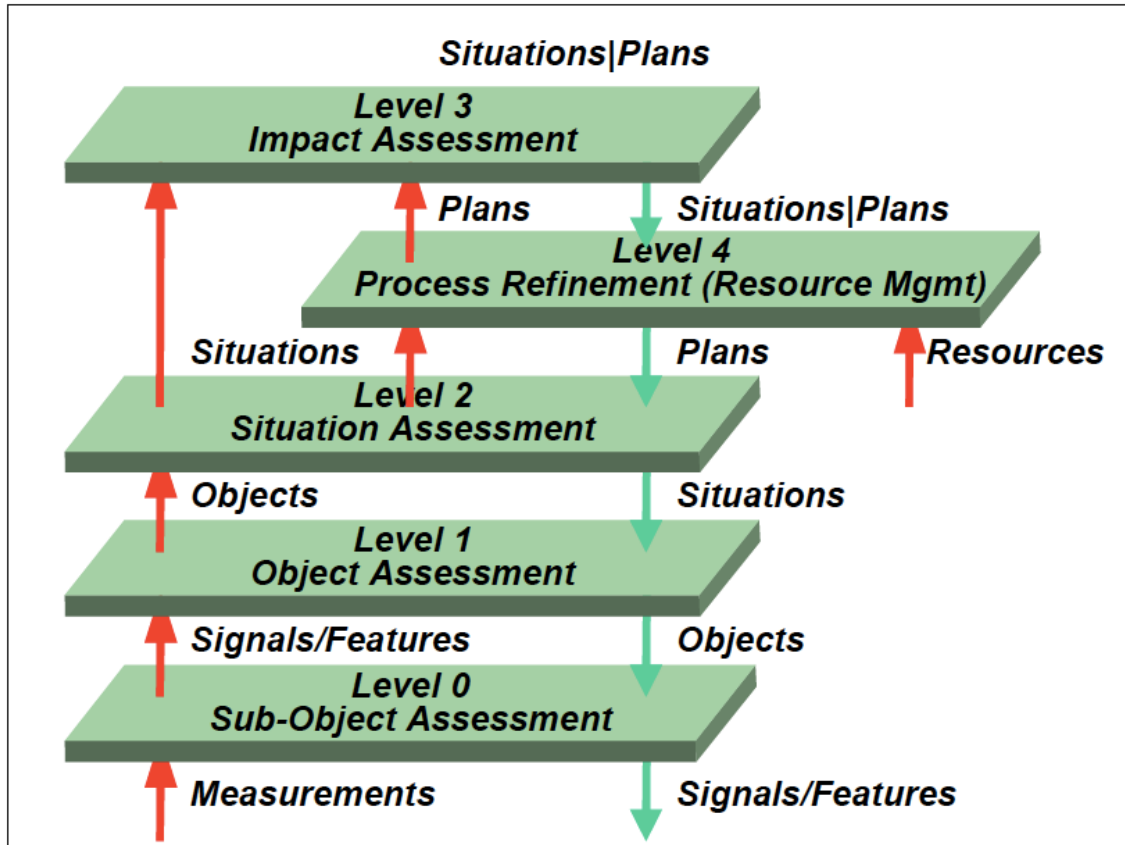 Situations|Plans
Level 3
Impact Assessment
Plans
Situations|Plans
Level 4
Process Refinement (Resource Mgmt)
Situations
Plans
Resources
Level 2
Situation Assessment
Objects
Situations
Level 1
Object Assessment
Signals/Features
Objects
Level 0
Sub-Object Assessment
Measurements
Signals/Features